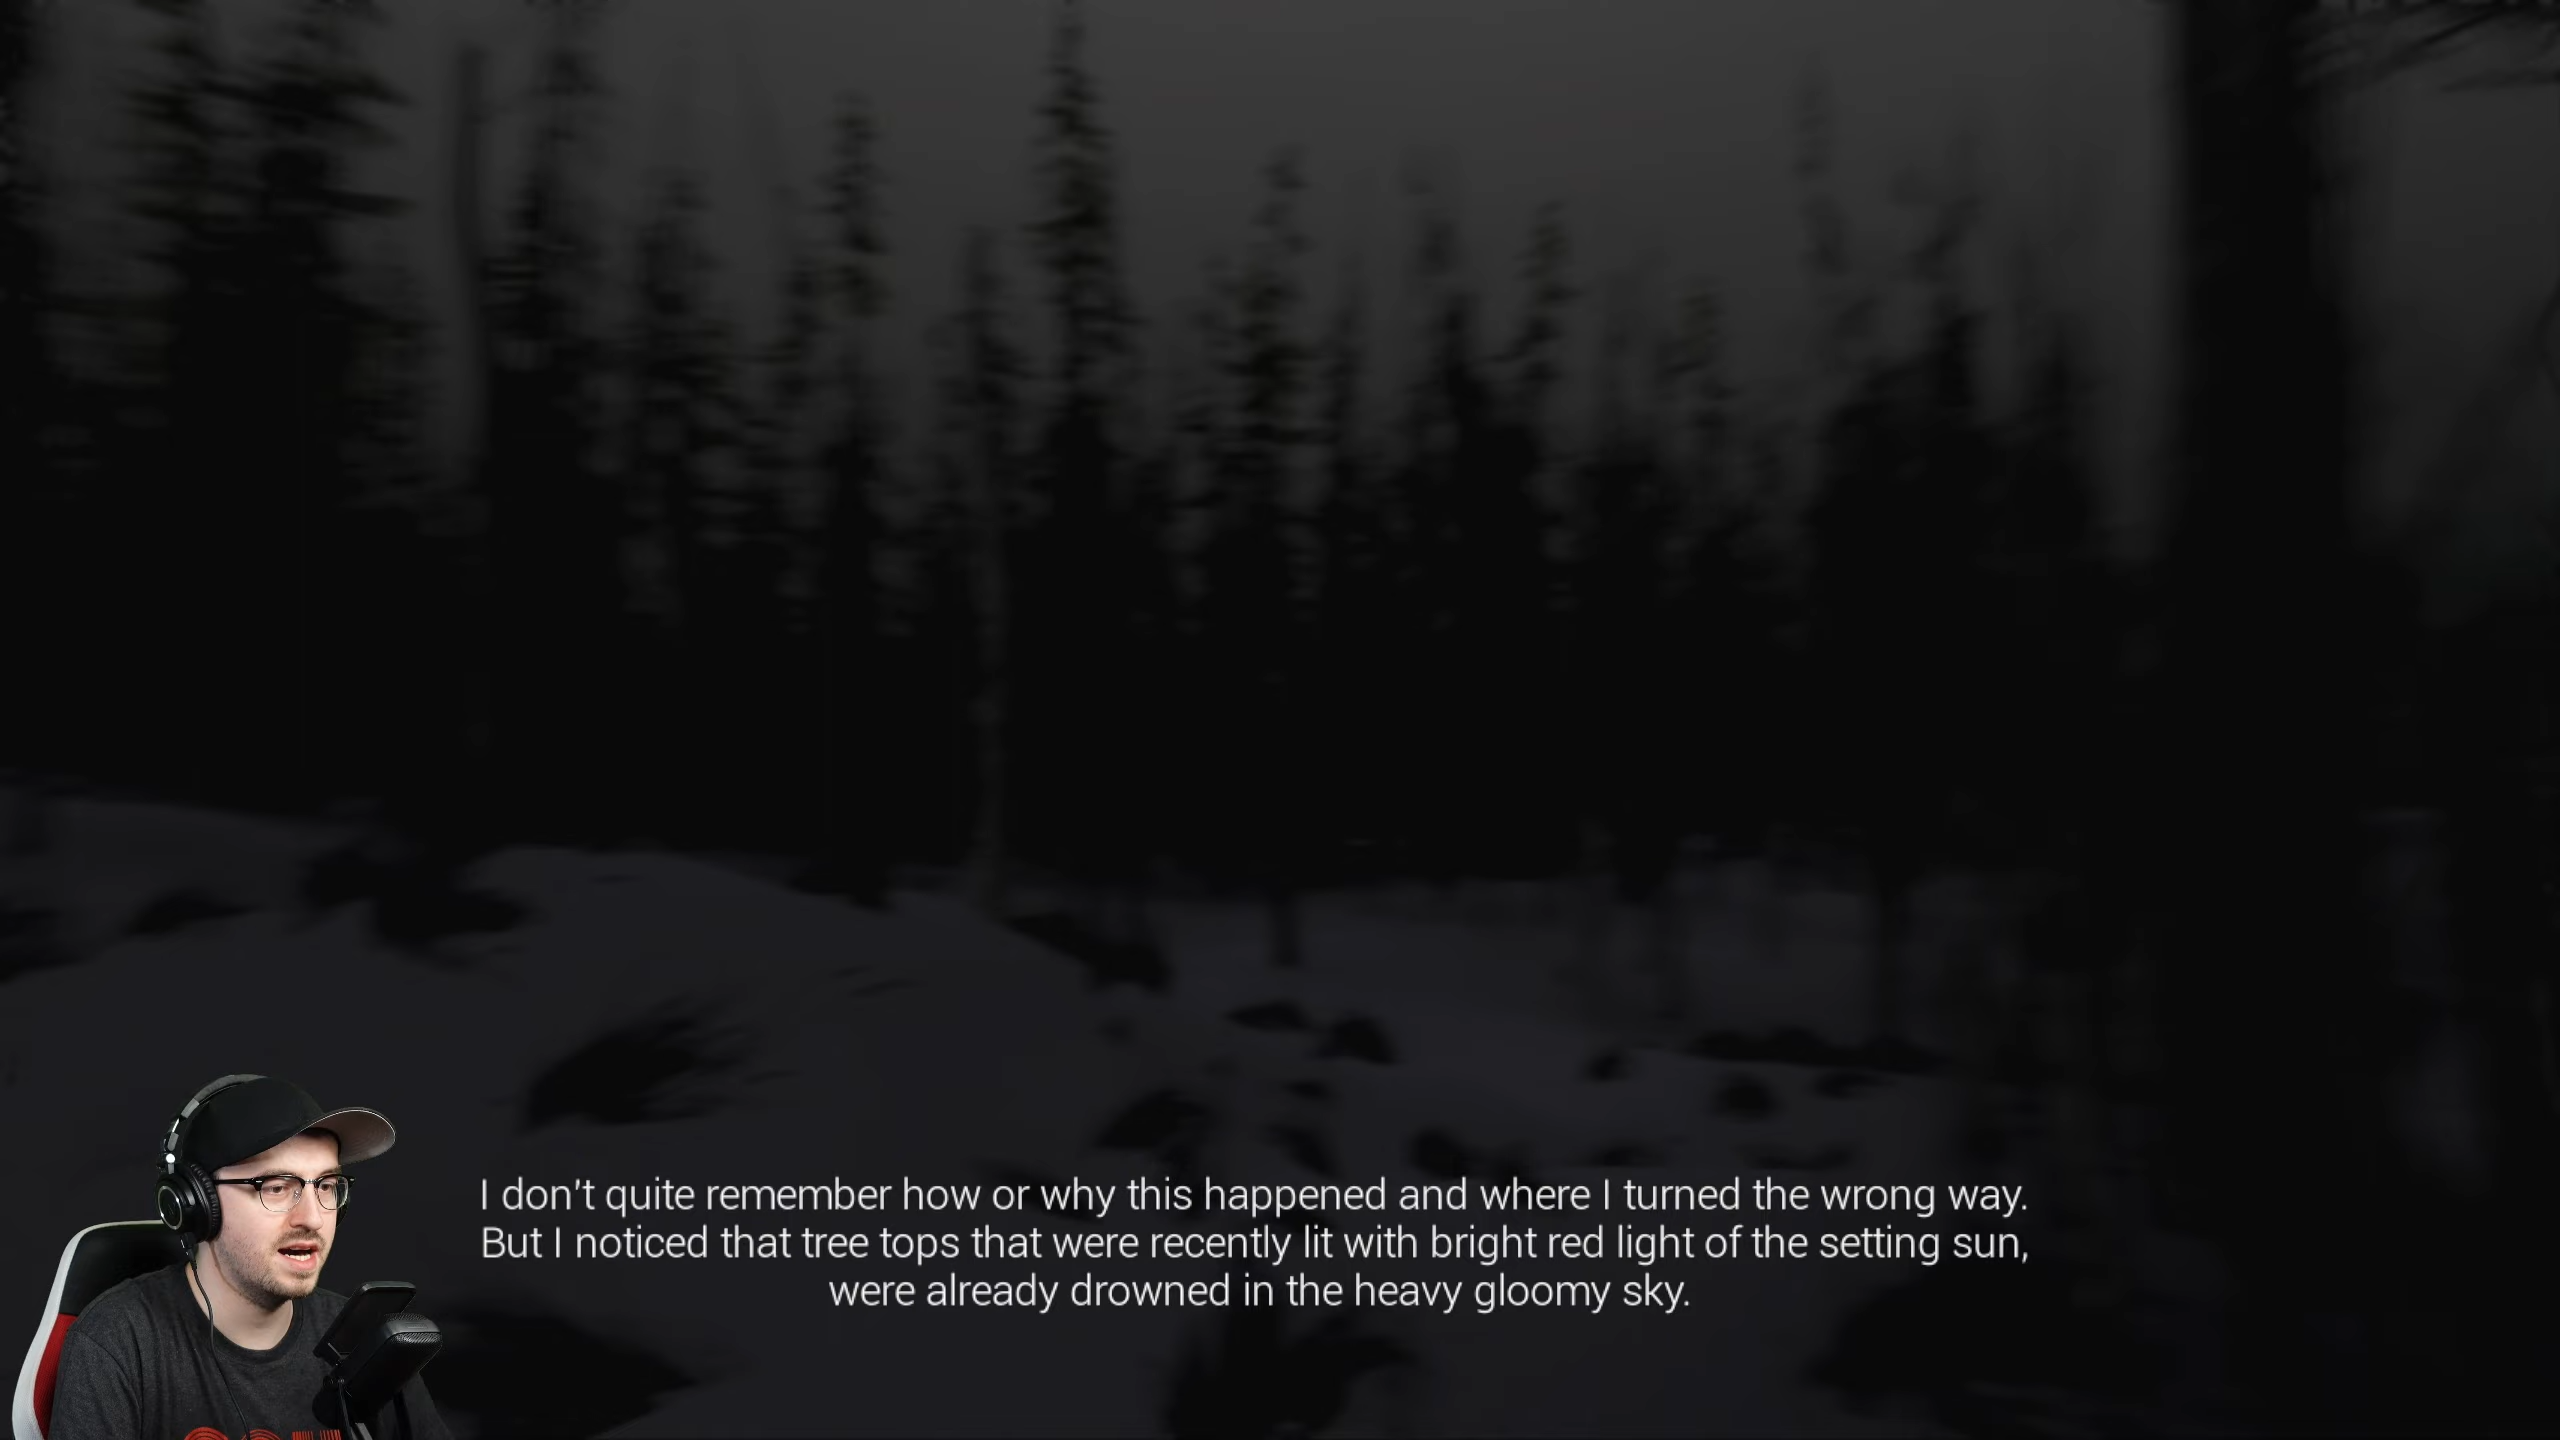 I don't quite remember how or why this happened and where I turned the wrong way.
But I noticed that tree tops that were recently lit with bright red light of the setting sun,
were already drowned in the heavy gloomy sky.